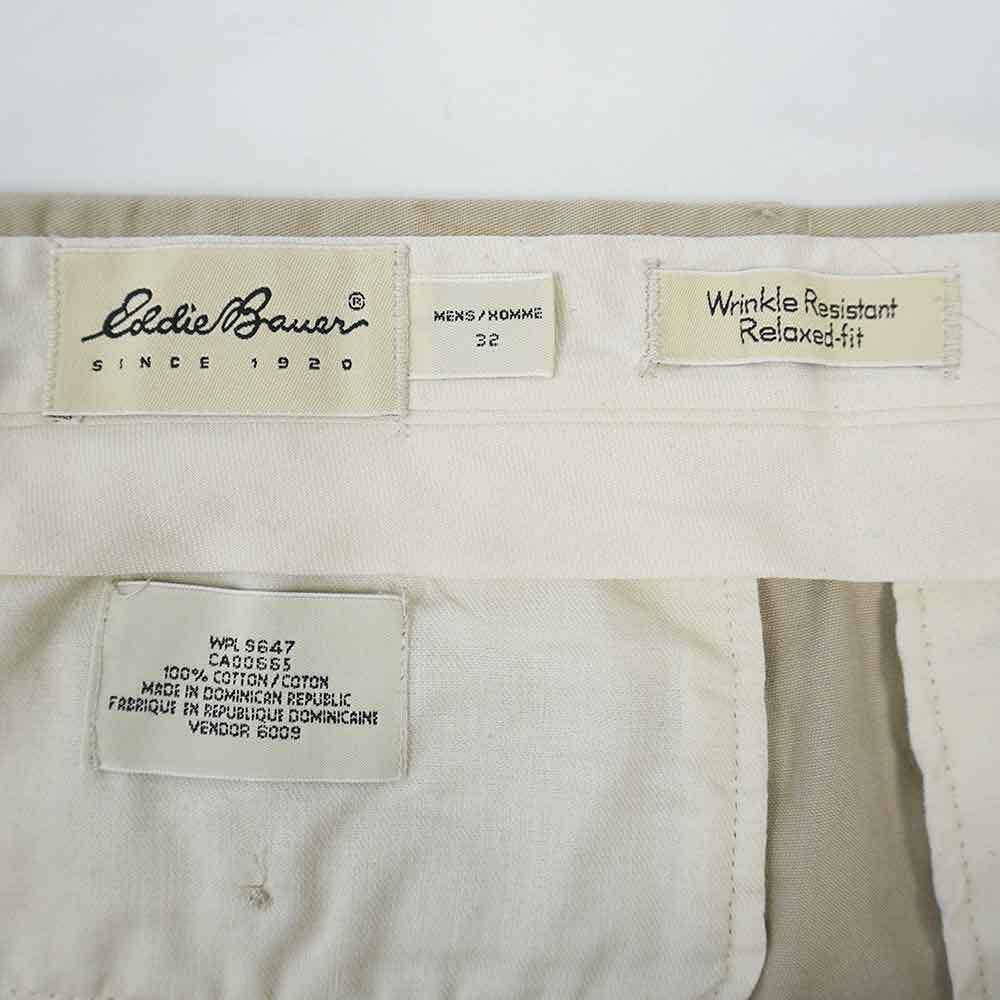 Eddie Bauer®
SINCE 1920
MENS/HOMME
32
Wrinkle Resistant
Relaxed-fit
WPL 9647
CA00665
100% COTTON/COTON
MADE IN DOMINICAN REPUBLIC
FABRIQUE EN REPUBLIQUE DOMINICAINE
VENDOR 6009